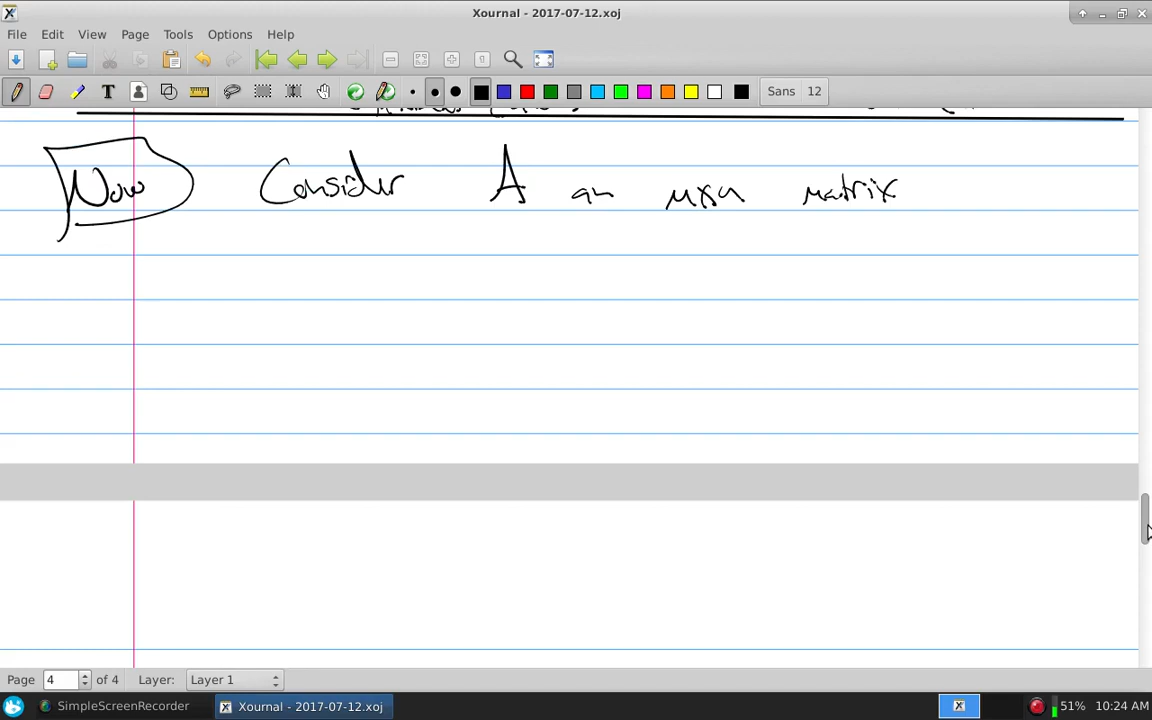 Xournal - 2017-07-12.xoj
File Edit View Page Tools Options Help
Sans 12
Now Consider A an mxn matrix
Page 4 of 4 Layer: Layer 1
SimpleScreenRecorder Xournal - 2017-07-12.xoj 51% 10:24 AM